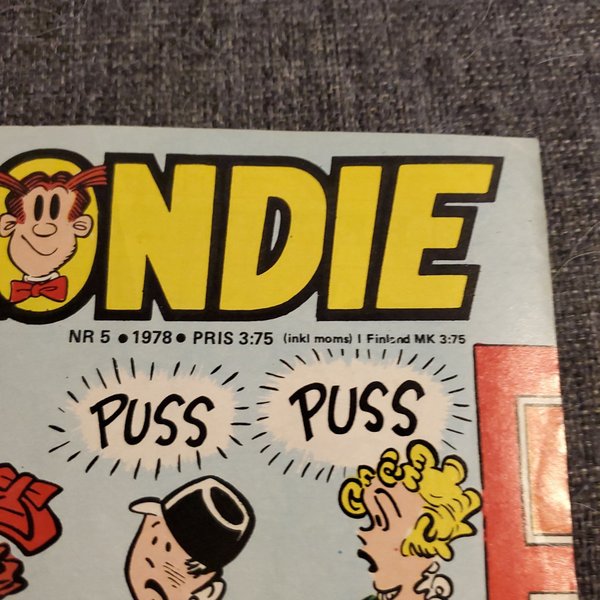 ONDIE
NR 5 • 1978 • PRIS 3:75 (inkl moms) I Finland MK 3:75
PUSS PUSS